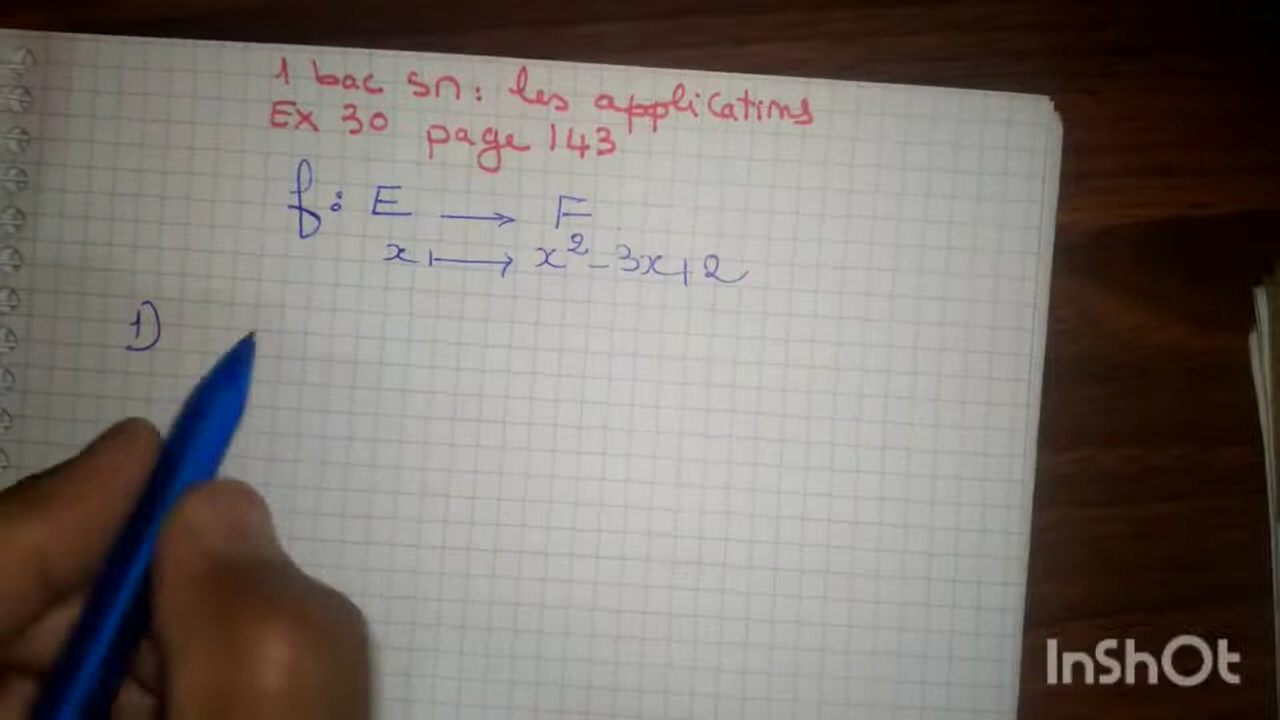 1 bac sn: les applications
Ex 30 page 143
f: E → F
x ↦ x² - 3x + 2
1)
InShOt